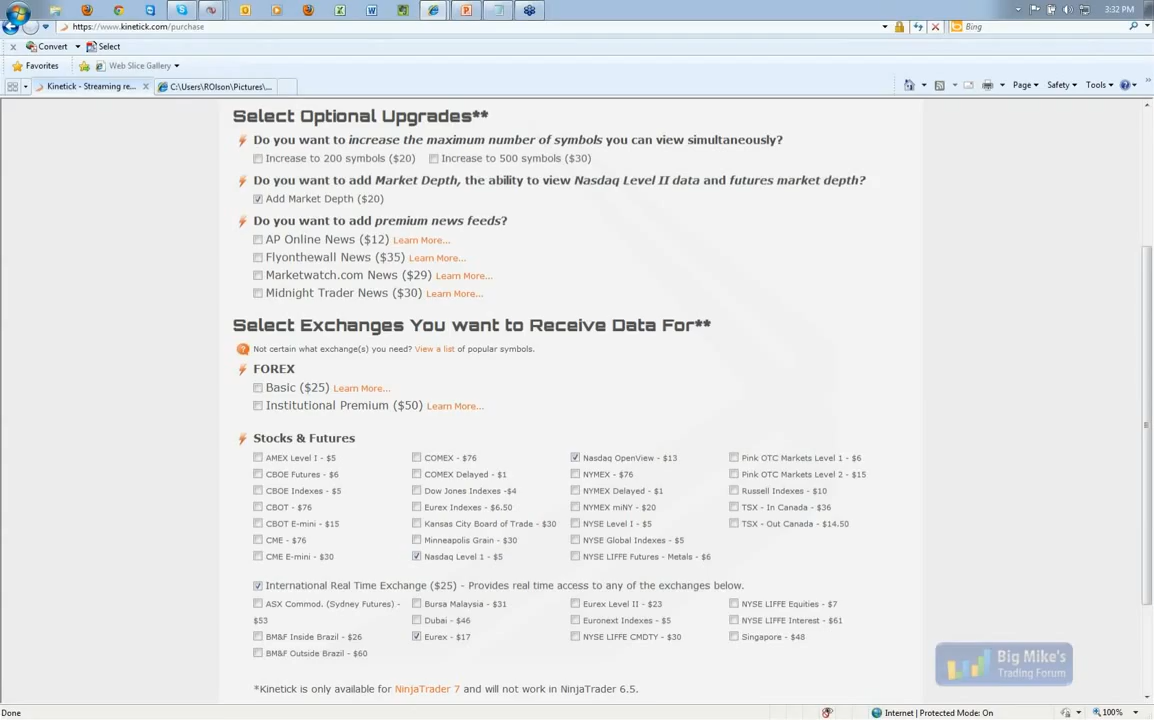 3:32 PM
https://www.kinetick.com/purchase
Bing
Convert
Select
Favorites
Web Slice Gallery
Kinetick - Streaming re...
C:\Users\ROlson\Pictures\...
Page
Safety
Tools
Select Optional Upgrades**
Do you want to increase the maximum number of symbols you can view simultaneously?
Increase to 200 symbols ($20) Increase to 500 symbols ($30)
Do you want to add Market Depth, the ability to view Nasdaq Level II data and futures market depth?
Add Market Depth ($20)
Do you want to add premium news feeds?
AP Online News ($12) Learn More...
Flyonthewall News ($35) Learn More...
Marketwatch.com News ($29) Learn More...
Midnight Trader News ($30) Learn More...
Select Exchanges You want to Receive Data For**
Not certain what exchange(s) you need? View a list of popular symbols.
FOREX
Basic ($25) Learn More...
Institutional Premium ($50) Learn More...
Stocks & Futures
AMEX Level I - $5 COMEX - $76 Nasdaq OpenView - $13 Pink OTC Markets Level 1 - $6
CBOE Futures - $6 COMEX Delayed - $1 NYMEX - $76 Pink OTC Markets Level 2 - $15
CBOE Indexes - $5 Dow Jones Indexes -$4 NYMEX Delayed - $1 Russell Indexes - $10
CBOT - $76 Eurex Indexes - $6.50 NYMEX miNY - $20 TSX - In Canada - $36
CBOT E-mini - $15 Kansas City Board of Trade - $30 NYSE Level I - $5 TSX - Out Canada - $14.50
CME - $76 Minneapolis Grain - $30 NYSE Global Indexes - $5
CME E-mini - $30 Nasdaq Level 1 - $5 NYSE LIFFE Futures - Metals - $6
International Real Time Exchange ($25) - Provides real time access to any of the exchanges below.
ASX Commod. (Sydney Futures) - Bursa Malaysia - $31 Eurex Level II - $23 NYSE LIFFE Equities - $7
$53 Dubai - $46 Euronext Indexes - $5 NYSE LIFFE Interest - $61
BM&F Inside Brazil - $26 Eurex - $17 NYSE LIFFE CMDTY - $30 Singapore - $48
BM&F Outside Brazil - $60
*Kinetick is only available for NinjaTrader 7 and will not work in NinjaTrader 6.5.
Big Mike's
Trading Forum
Done
Internet | Protected Mode: On
100%